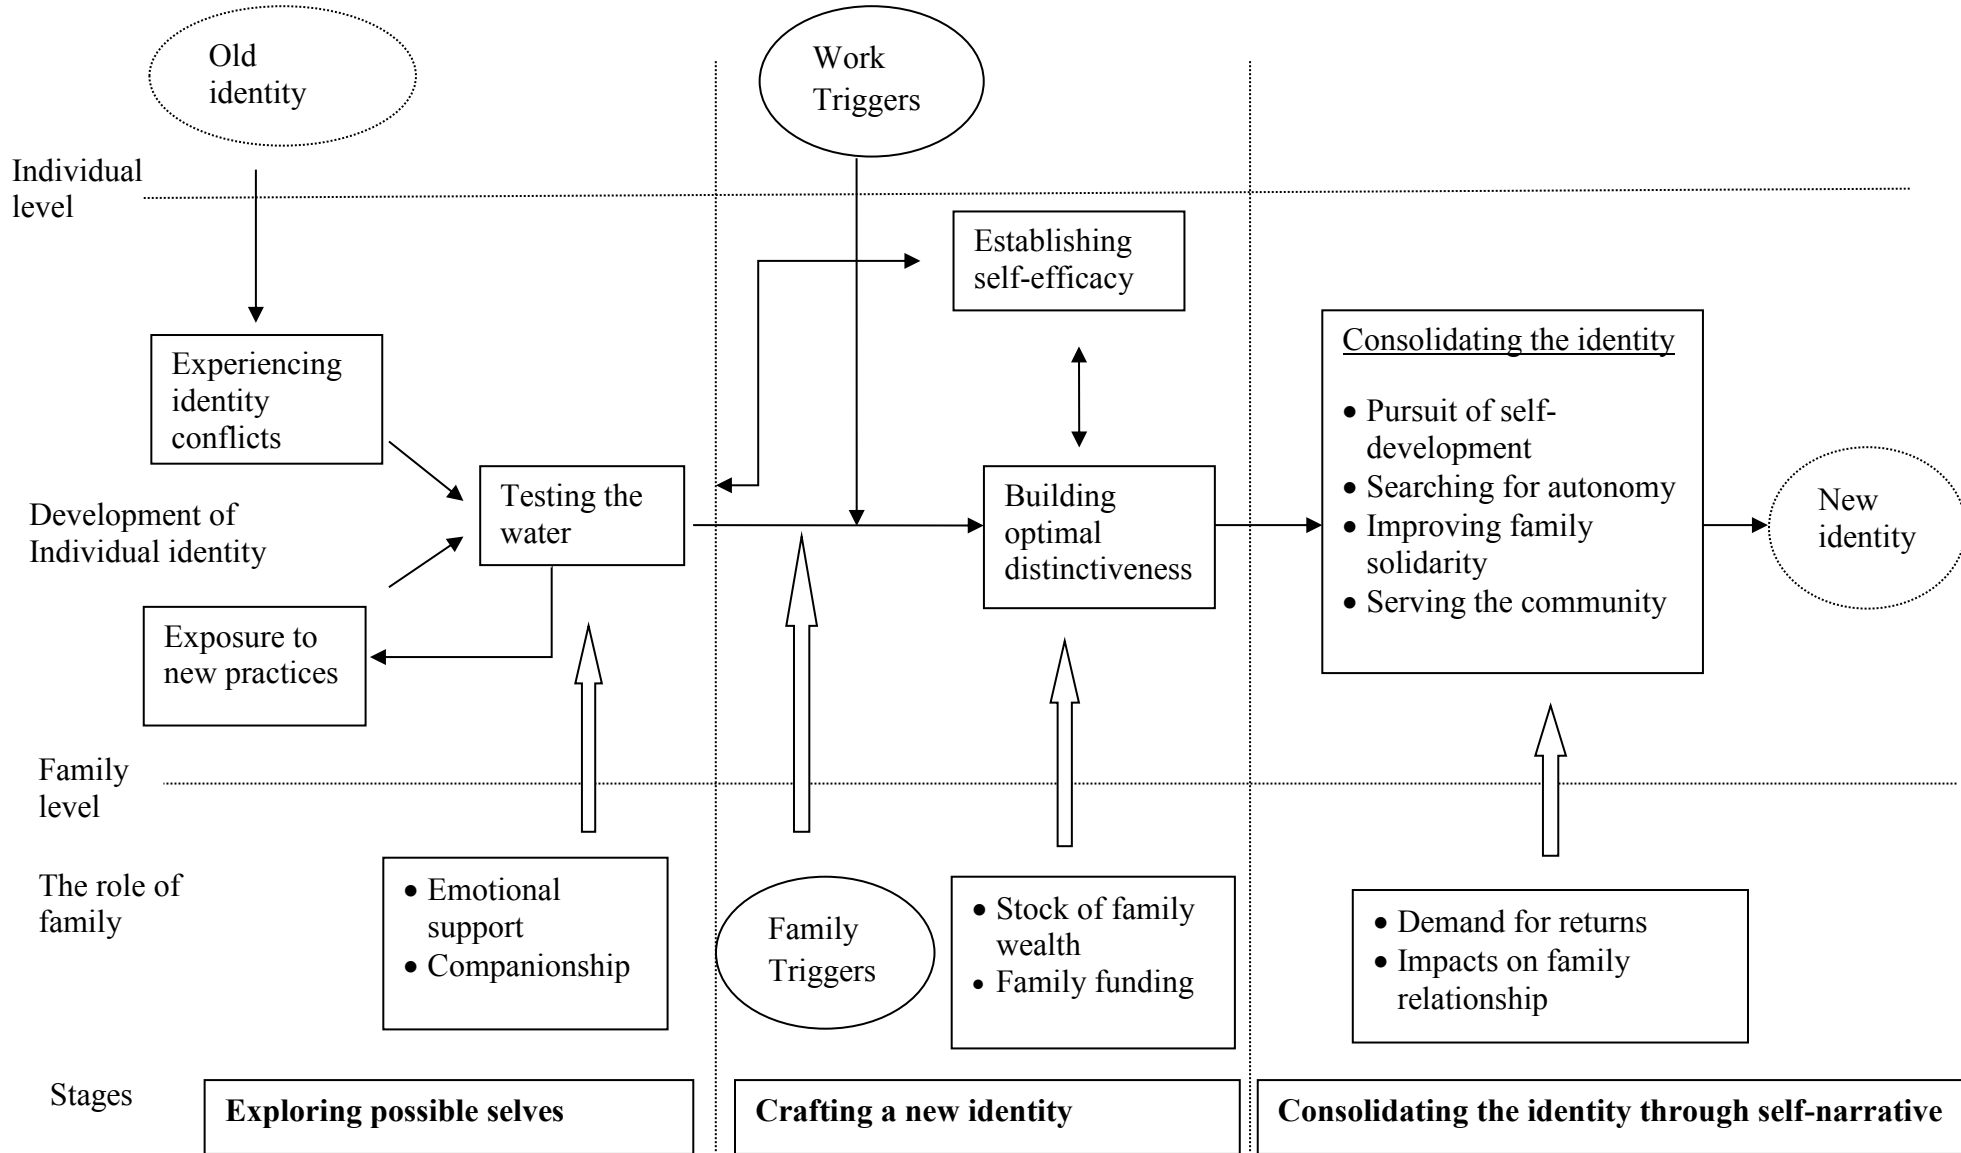 Old
identity
Work
Triggers
Individual
level
Establishing
self-efficacy
Experiencing
identity
conflicts
Consolidating the identity
• Pursuit of self-
development
• Searching for autonomy
• Improving family
solidarity
• Serving the community
Development of
Individual identity
Testing the
water
Building
optimal
distinctiveness
New
identity
Exposure to
new practices
Family
level
The role of
family
• Emotional
support
• Companionship
Family
Triggers
• Stock of family
wealth
• Family funding
• Demand for returns
• Impacts on family
relationship
Stages
Exploring possible selves
Crafting a new identity
Consolidating the identity through self-narrative